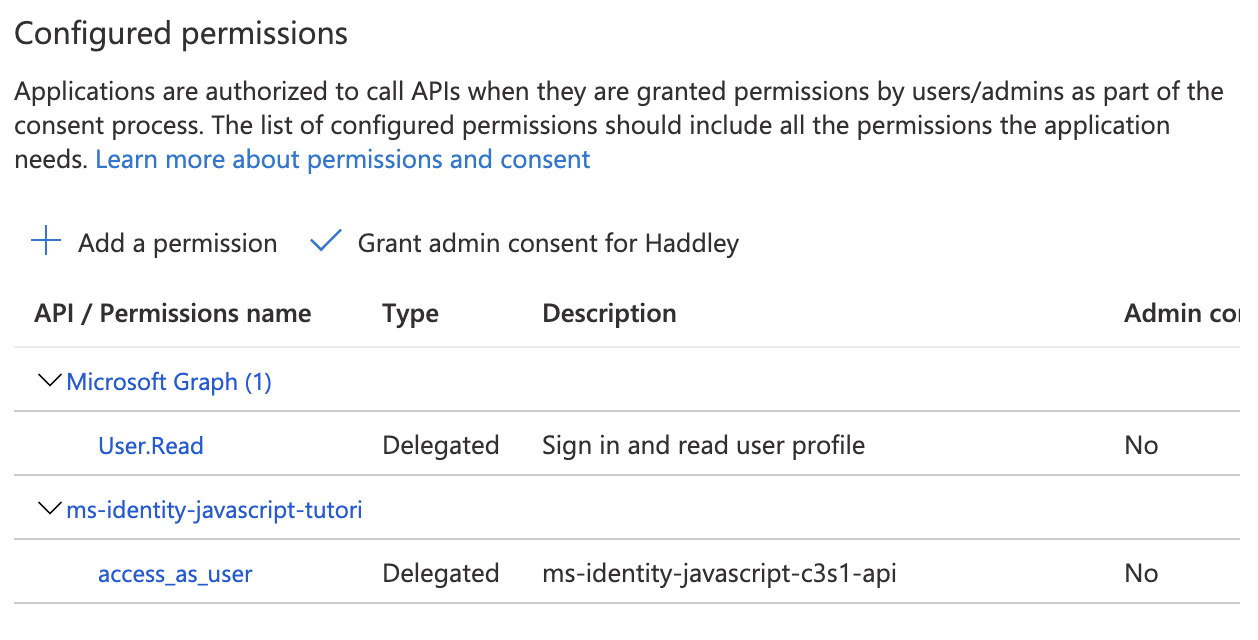 Configured permissions
Applications are authorized to call APIs when they are granted permissions by users/admins as part of the
consent process. The list of configured permissions should include all the permissions the application
needs. Learn more about permissions and consent
Add a permission Grant admin consent for Haddley
API / Permissions name Type Description Admin co
Microsoft Graph (1)
User.Read Delegated Sign in and read user profile No
ms-identity-javascript-tutori
access_as_user Delegated ms-identity-javascript-c3s1-api No